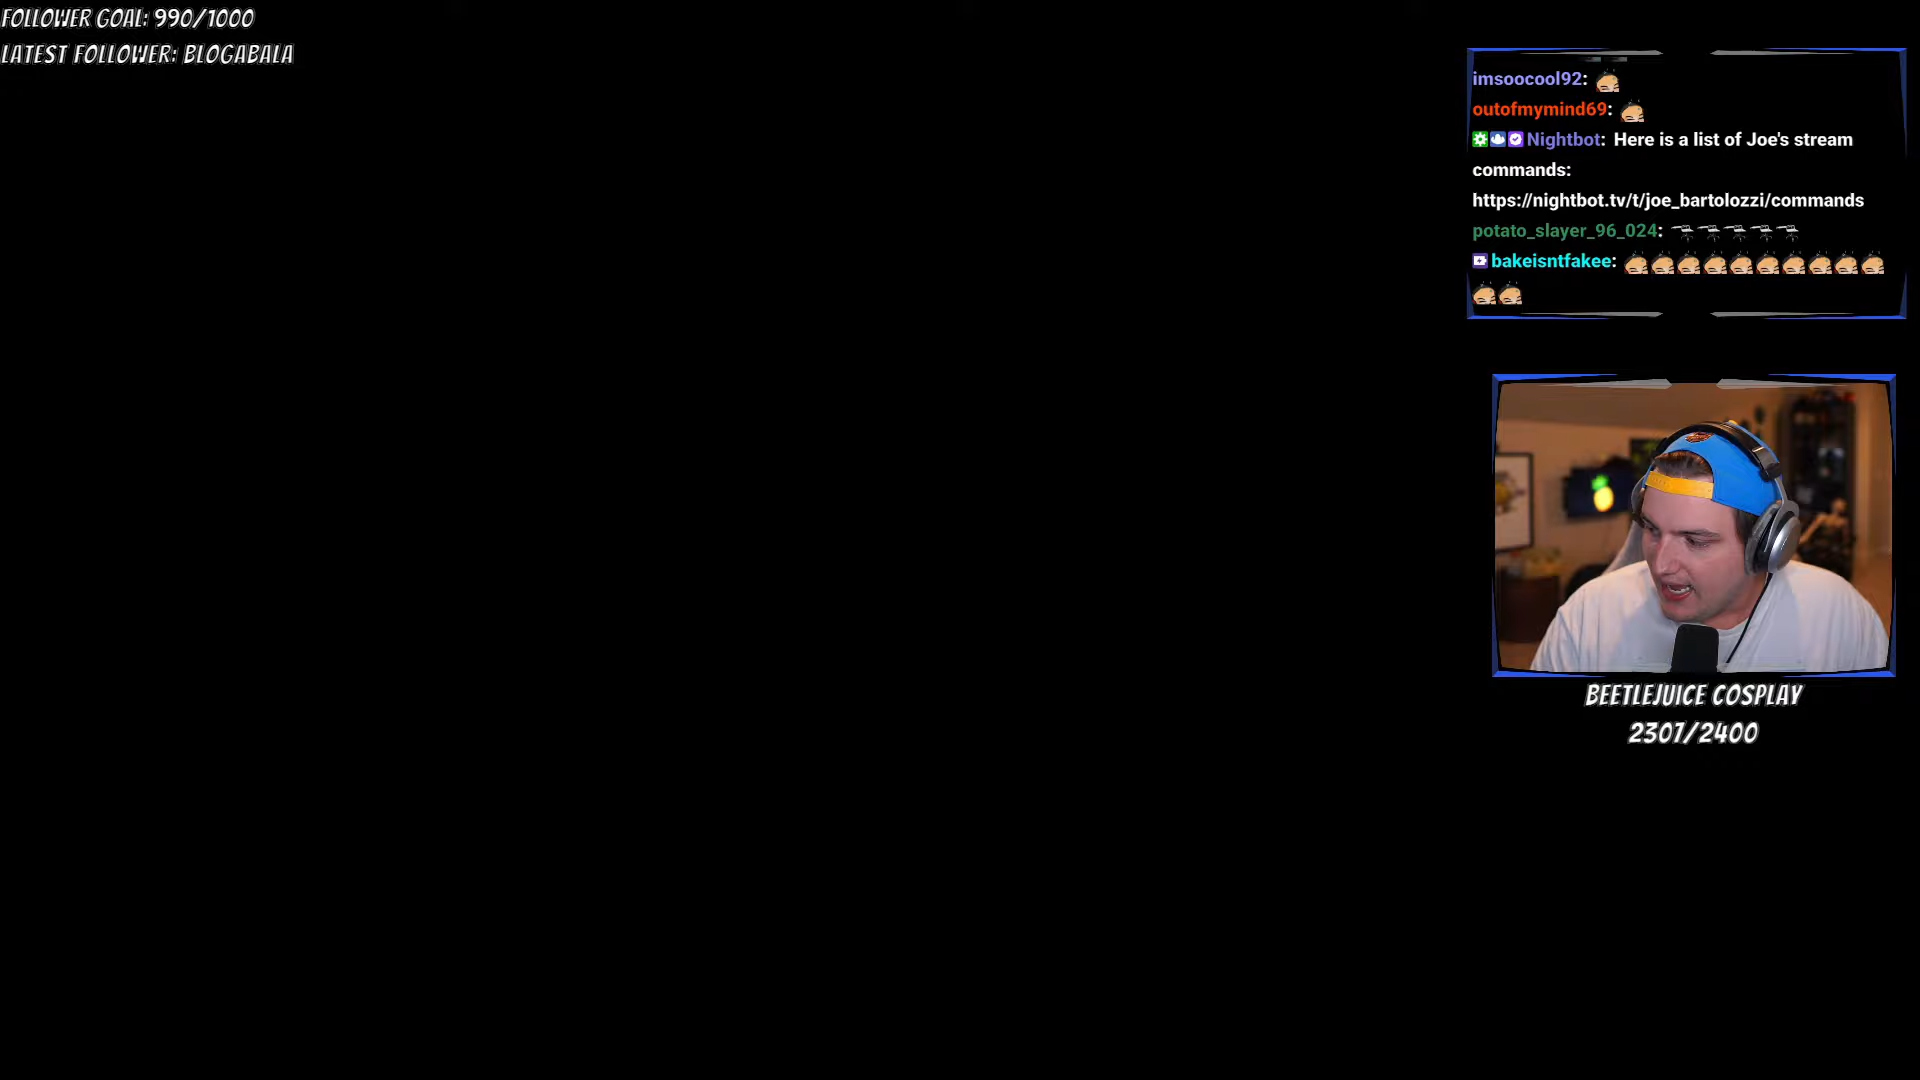 FOLLOWER GOAL: 990/1000
LATEST FOLLOWER: BLOGABALA
imsoocool92:
outofmymind69:
Nightbot: Here is a list of Joe's stream
commands:
https://nightbot.tv/t/joe_bartolozzi/commands
potato_slayer_96_024:
bakeisntfakee:
BEETLEJUICE COSPLAY
2307/2400